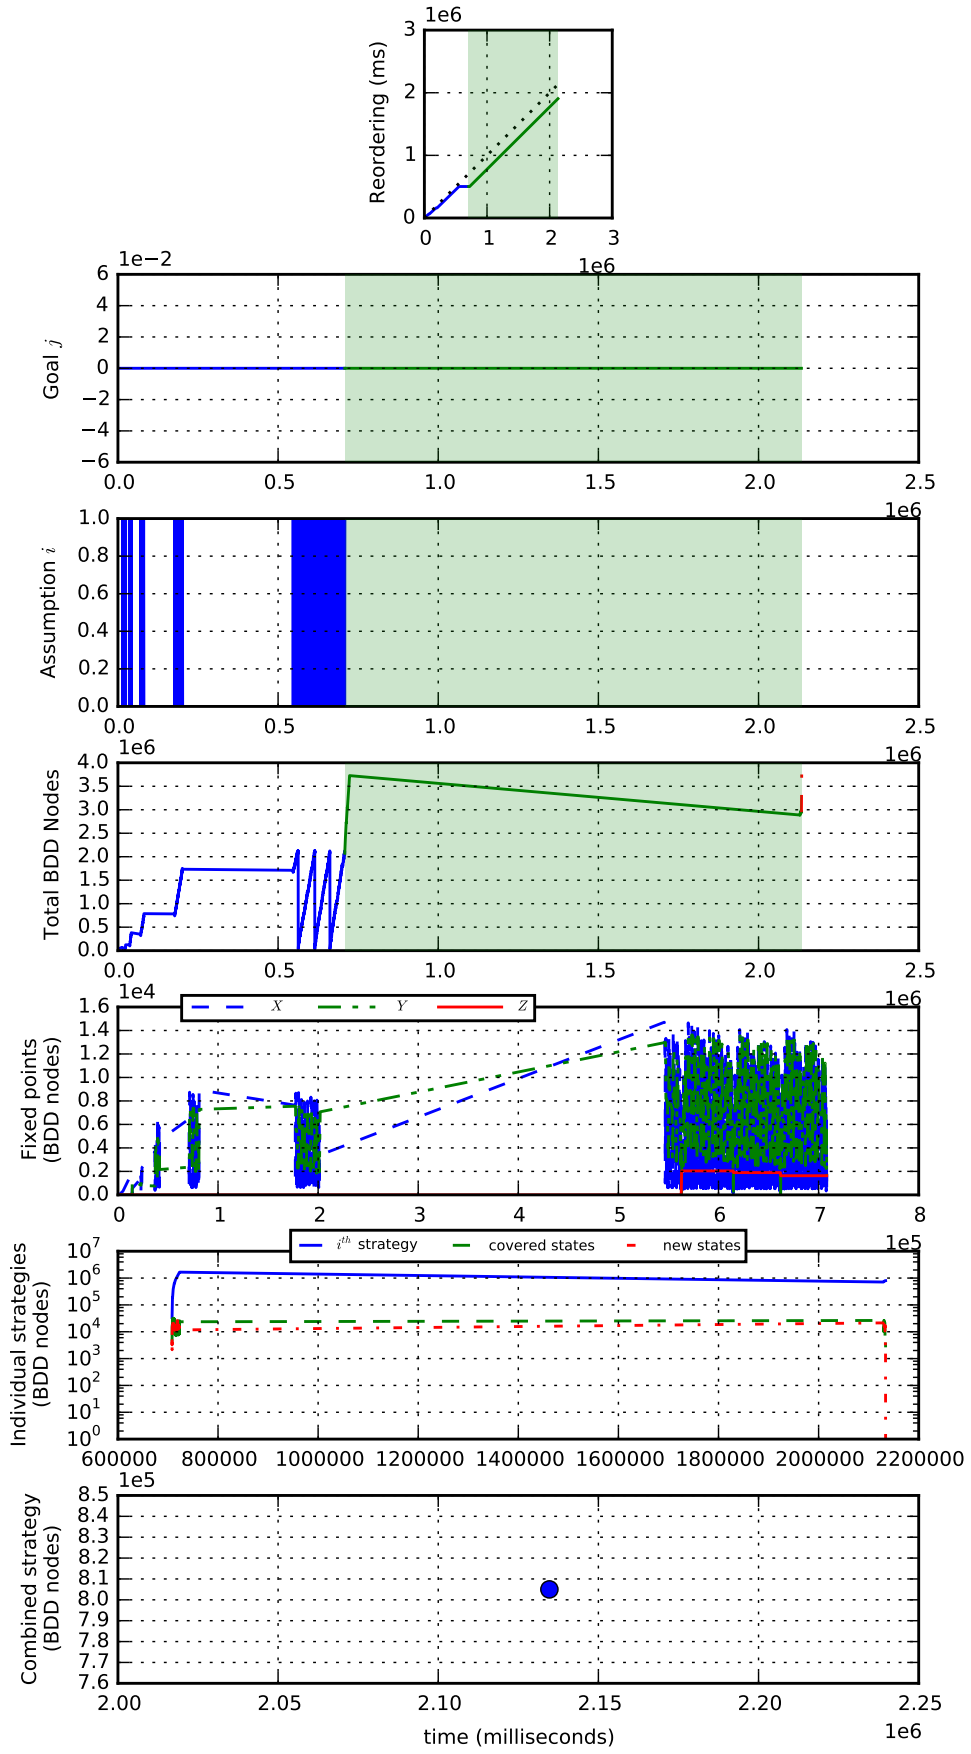 1e6
3
2
1
0
Reordering (ms)
0 1 2 3
1e6
1e−2
6
4
2
0
−2
−4
−6
Goal j
0.0 0.5 1.0 1.5 2.0 2.5
1e6
1.0
0.8
0.6
0.4
0.2
0.0
Assumption i
0.0 0.5 1.0 1.5 2.0 2.5
1e6
1e6
4.0
3.5
3.0
2.5
2.0
1.5
1.0
0.5
0.0
Total BDD Nodes
0.0 0.5 1.0 1.5 2.0 2.5
1e6
1e4
X Y Z
1.6
1.4
1.2
1.0
0.8
0.6
0.4
0.2
0.0
Fixed points
(BDD nodes)
0 1 2 3 4 5 6 7 8
1e5
i^th strategy covered states new states
10^7
10^6
10^5
10^4
10^3
10^2
10^1
10^0
Individual strategies
(BDD nodes)
600000 800000 1000000 1200000 1400000 1600000 1800000 2000000 2200000
1e5
8.5
8.4
8.3
8.2
8.1
8.0
7.9
7.8
7.7
7.6
Combined strategy
(BDD nodes)
2.00 2.05 2.10 2.15 2.20 2.25
time (milliseconds)
1e6